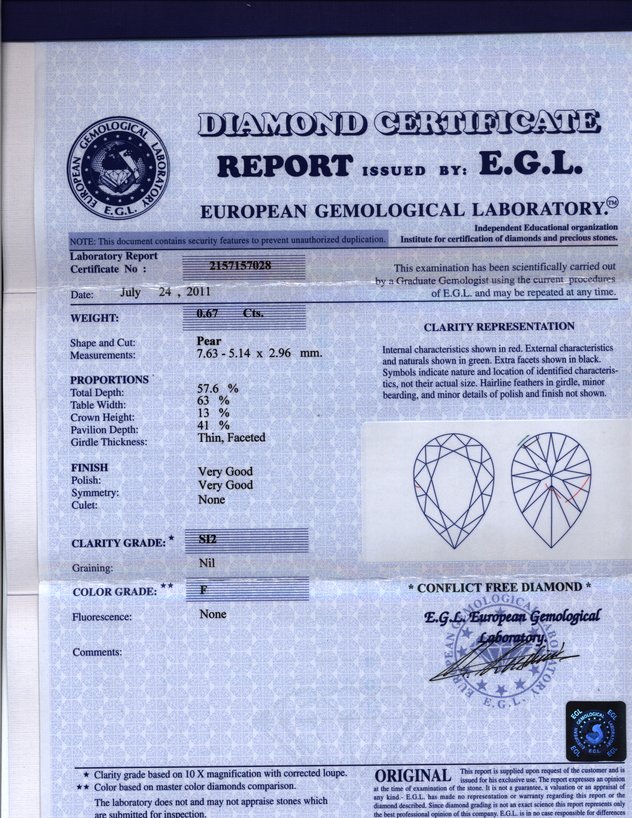 DIAMOND CERTIFICATE
REPORT ISSUED BY: E.G.L.
EUROPEAN GEMOLOGICAL LABORATORY.™
EUROPEAN GEMOLOGICAL LABORATORY
E.G.L.
Independent Educational organization
NOTE: This document contains security features to prevent unauthorized duplication.
Institute for certification of diamonds and precious stones.
Laboratory Report
Certificate No : 2157157028
Date: July 24 , 2011
WEIGHT: 0.67 Cts.
Shape and Cut: Pear
Measurements: 7.63 - 5.14 x 2.96 mm.
PROPORTIONS
Total Depth: 57.6 %
Table Width: 63 %
Crown Height: 13 %
Pavilion Depth: 41 %
Girdle Thickness: Thin, Faceted
FINISH
Polish: Very Good
Symmetry: Very Good
Culet: None
CLARITY GRADE: * SI2
Graining: Nil
COLOR GRADE: ** F
Fluorescence: None
Comments:
This examination has been scientifically carried out
by a Graduate Gemologist using the current procedures
of E.G.L. and may be repeated at any time.
CLARITY REPRESENTATION
Internal characteristics shown in red. External characteristics
and naturals shown in green. Extra facets shown in black.
Symbols indicate nature and location of identified characteris-
tics, not their actual size. Hairline feathers in girdle, minor
bearding, and minor details of polish and finish not shown.
* CONFLICT FREE DIAMOND *
E.G.L. European Gemological
Laboratory.
EUROPEAN GEMOLOGICAL LABORATORY
E.G.L.
EGL EGL
EGL EGL
* Clarity grade based on 10 X magnification with corrected loupe.
** Color based on master color diamonds comparison.
The laboratory does not and may not appraise stones which
are submitted for inspection.
ORIGINAL This report is supplied upon request of the customer and is
issued for his exclusive use. The report expresses an opinion
at the time of examination of the stone. It is not a guarantee, a valuation or an appraisal of
any kind.- E.G.L. has made no representation or warranty regarding this report or the
diamond described. Since diamond grading is not an exact science this report represents only
the best professional opinion of this company. E.G.L. is in no case responsible for differences